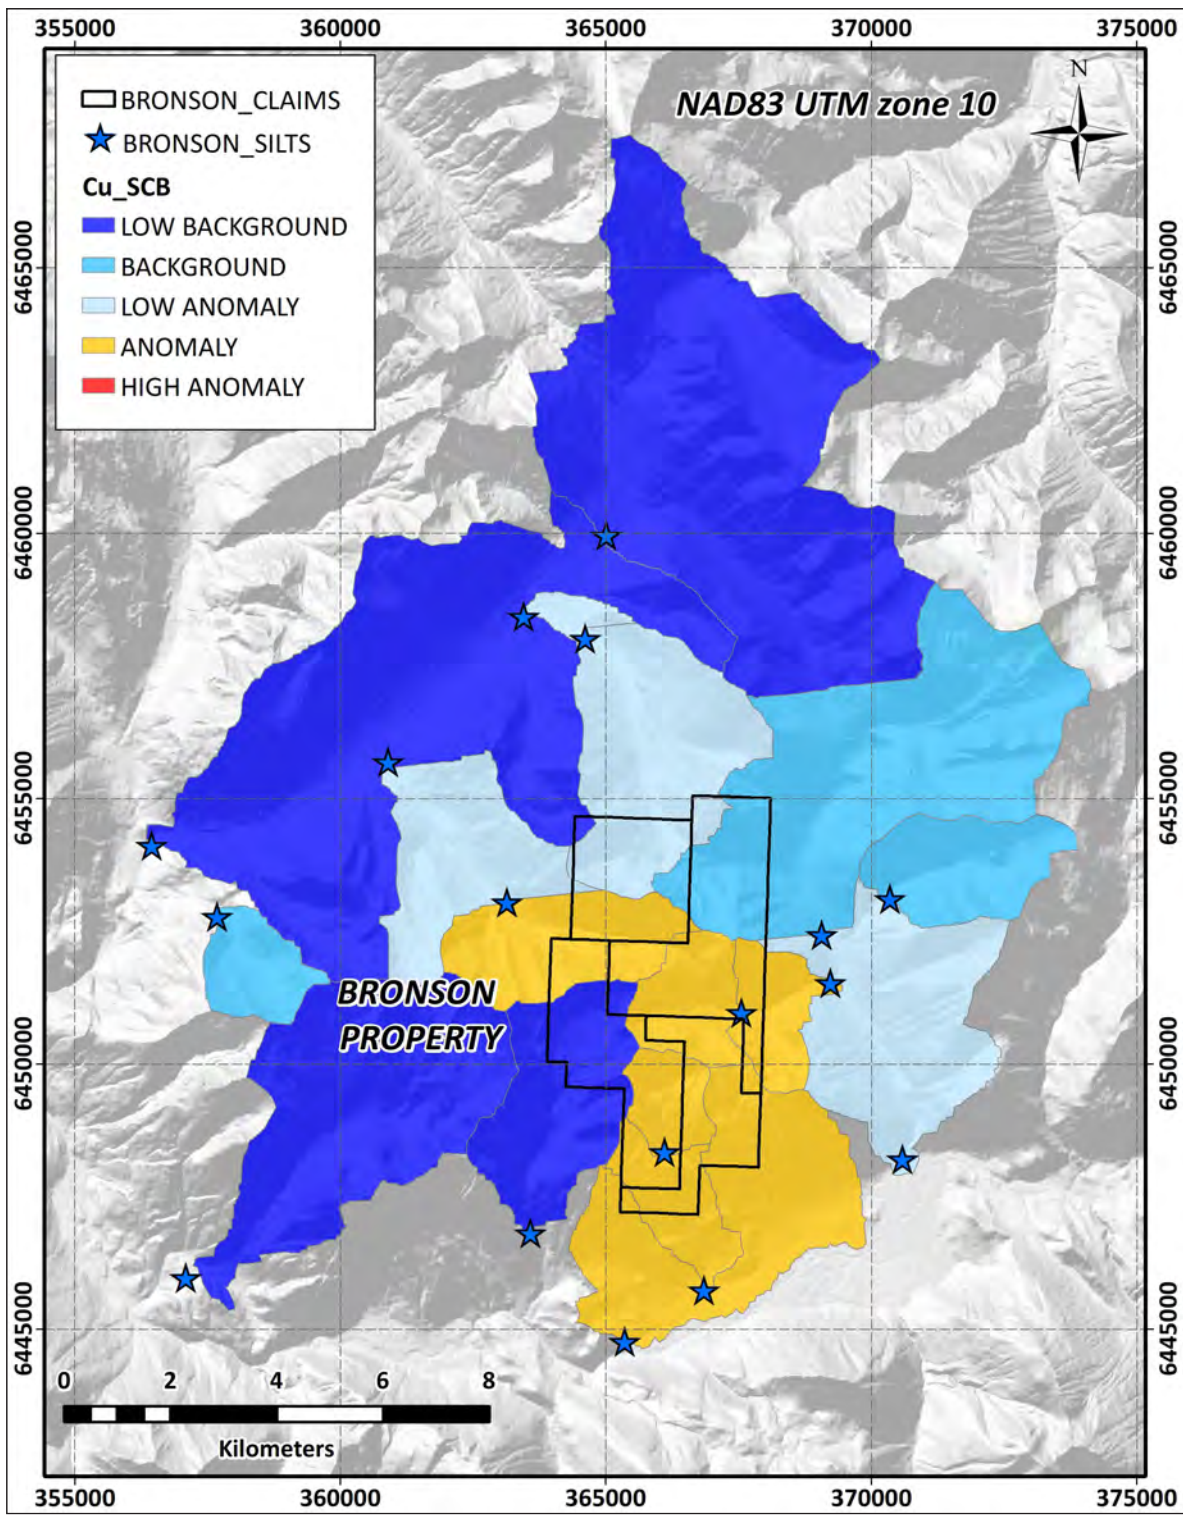 355000 360000 365000 370000 375000
BRONSON_CLAIMS
BRONSON_SILTS
Cu_SCB
LOW BACKGROUND
BACKGROUND
LOW ANOMALY
ANOMALY
HIGH ANOMALY
NAD83 UTM zone 10
N
6465000
6465000
6460000
6460000
6455000
6455000
6450000
6450000
6445000
6445000
BRONSON
PROPERTY
0 2 4 6 8
Kilometers
355000 360000 365000 370000 375000